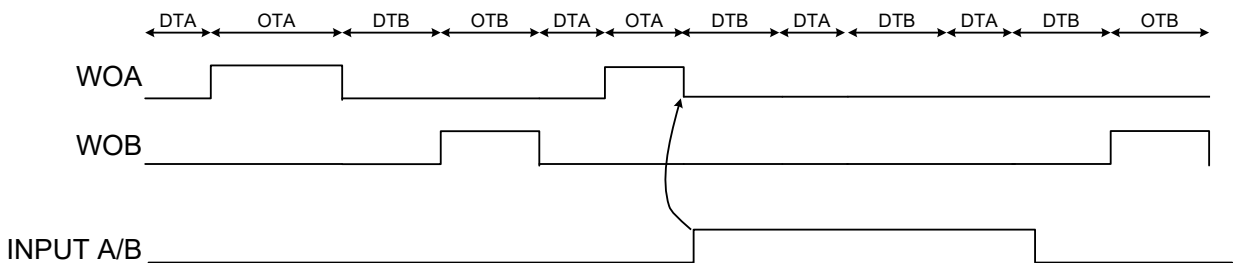 DTA OTA DTB OTB DTA OTA DTB DTA DTB DTA DTB OTB
WOA
WOB
INPUT A/B